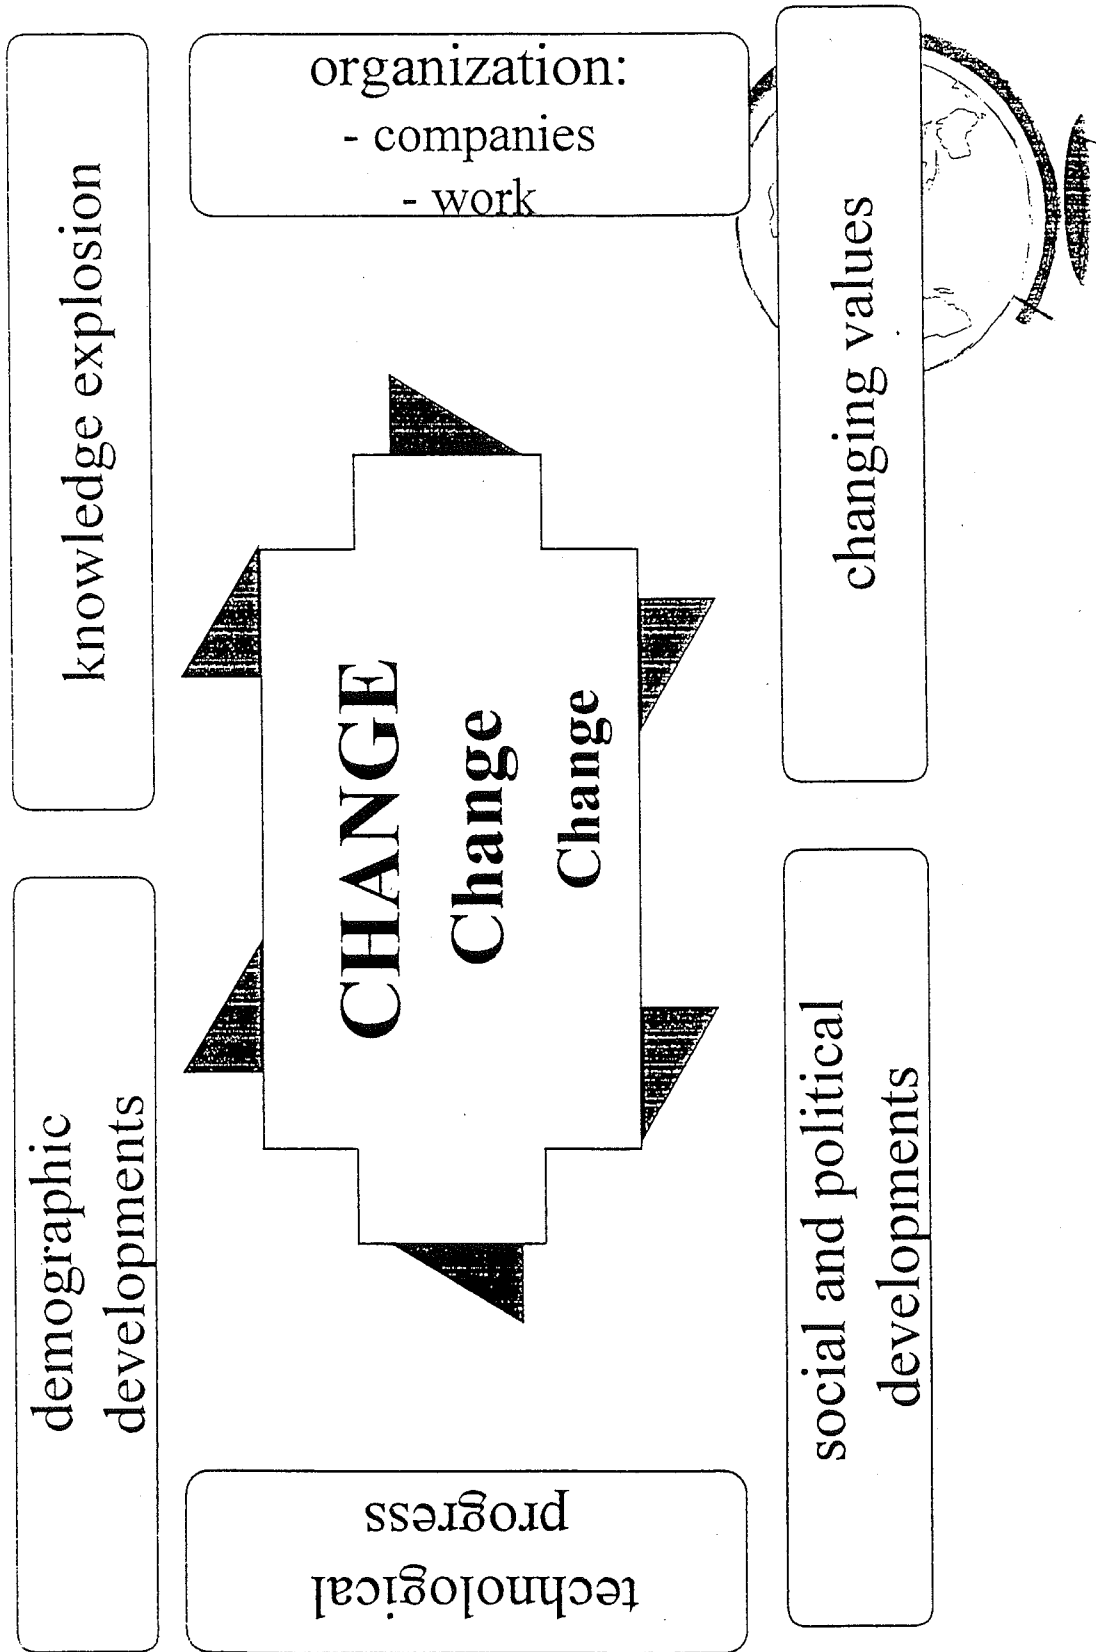 demographic
developments
knowledge explosion
technological
progress
CHANGE
Change
Change
organization:
- companies
- work
social and political
developments
changing values